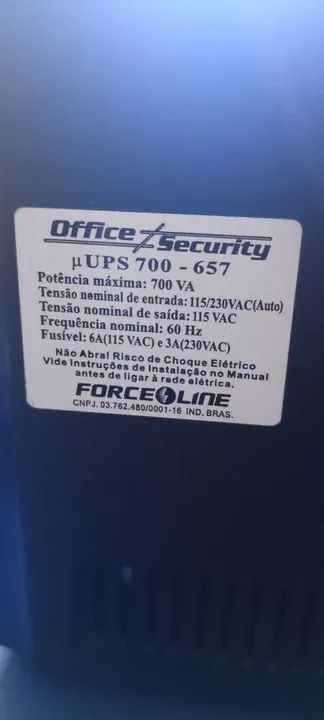 Office Security
µUPS 700 - 657
Potência máxima: 700 VA
Tensão nominal de entrada: 115/230VAC(Auto)
Tensão nominal de saída: 115 VAC
Frequência nominal: 60 Hz
Fusível: 6A(115 VAC) e 3A(230VAC)
Não Abra! Risco de Choque Elétrico
Vide Instruções de Instalação no Manual
antes de ligar à rede elétrica.
FORCE LINE
CNPJ. 03.762.480/0001-16 IND. BRAS.